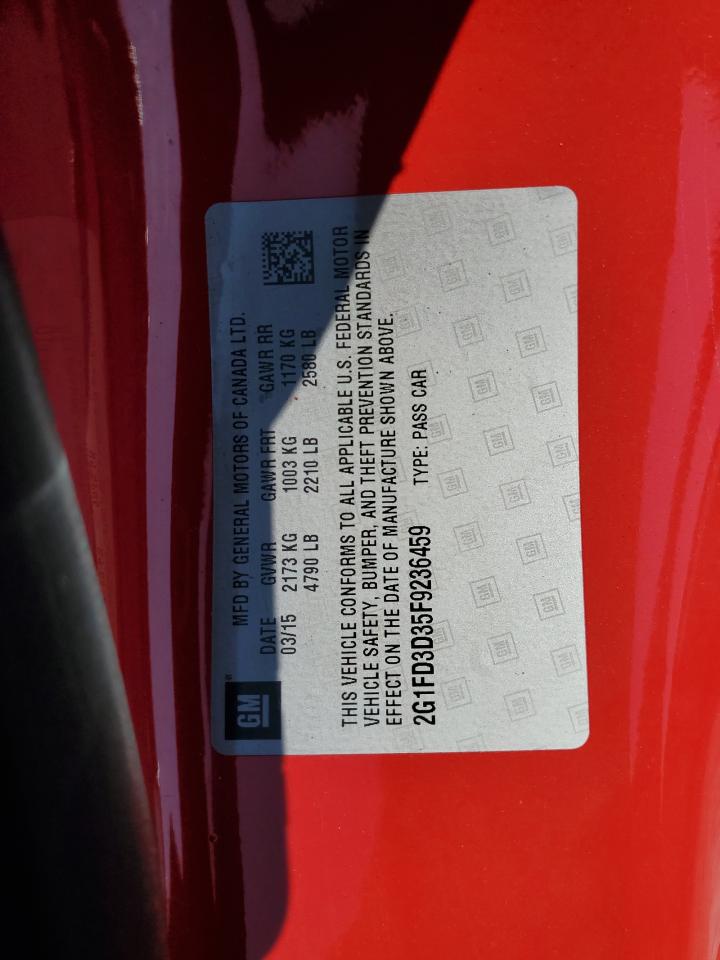 GM
MFD BY GENERAL MOTORS OF CANADA LTD.
DATE GVWR GAWR FRT GAWR RR
03/15 2173 KG 1003 KG 1170 KG
4790 LB 2210 LB 2580 LB
THIS VEHICLE CONFORMS TO ALL APPLICABLE U.S. FEDERAL MOTOR
VEHICLE SAFETY, BUMPER, AND THEFT PREVENTION STANDARDS IN
EFFECT ON THE DATE OF MANUFACTURE SHOWN ABOVE.
2G1FD3D35F9236459 TYPE: PASS CAR